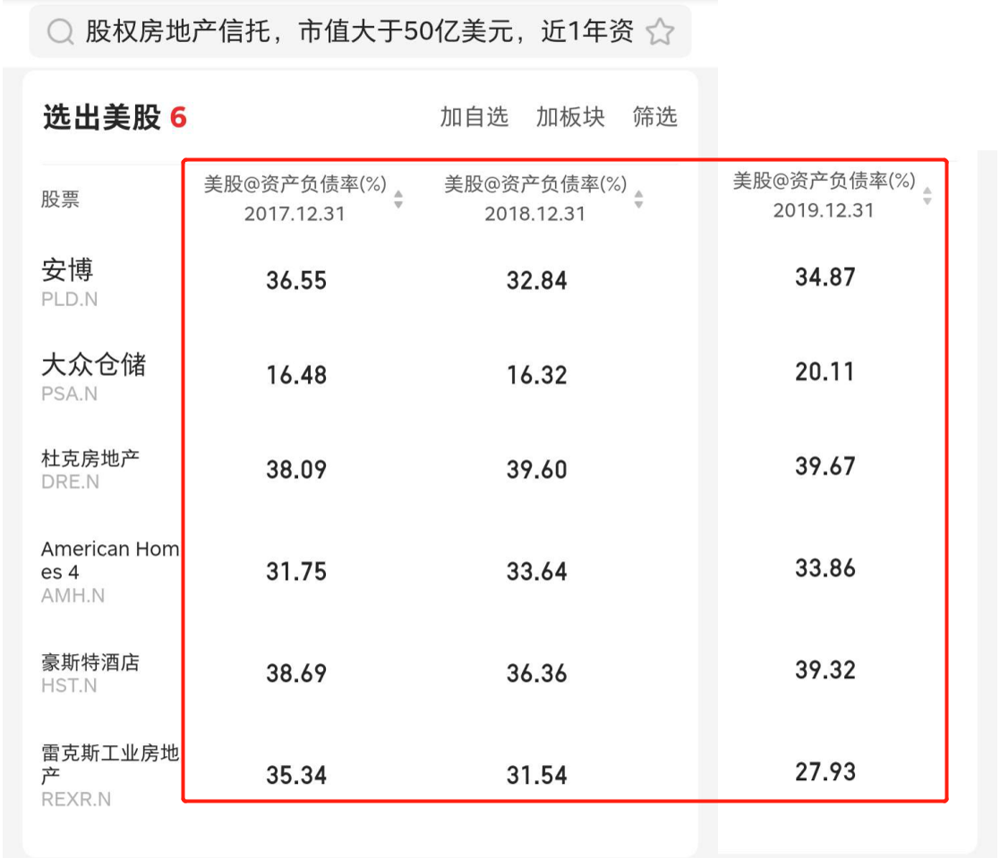 股权房地产信托，市值大于50亿美元，近1年资
选出美股 6 加自选 加板块 筛选
股票 美股@资产负债率(%) 2017.12.31 美股@资产负债率(%) 2018.12.31 美股@资产负债率(%) 2019.12.31
安博 36.55 32.84 34.87
PLD.N
大众仓储 16.48 16.32 20.11
PSA.N
杜克房地产 38.09 39.60 39.67
DRE.N
American Hom
es 4 31.75 33.64 33.86
AMH.N
豪斯特酒店 38.69 36.36 39.32
HST.N
雷克斯工业房地
产 35.34 31.54 27.93
REXR.N